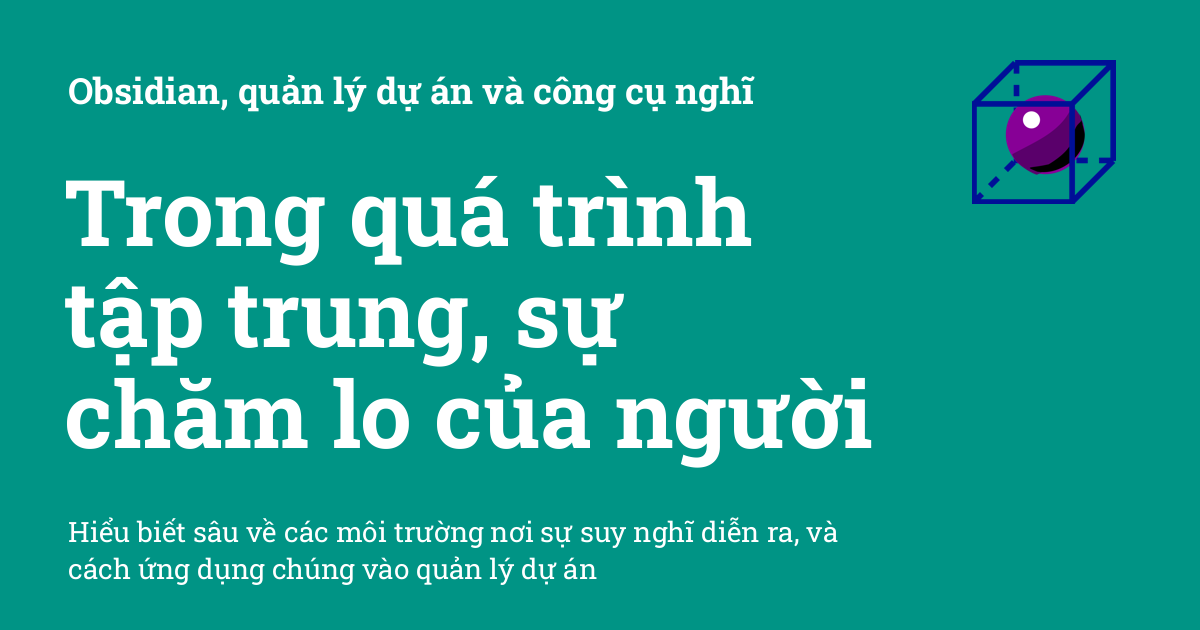 Obsidian, quản lý dự án và công cụ nghĩ
Trong quá trình
tập trung, sự
chăm lo của người
Hiểu biết sâu về các môi trường nơi sự suy nghĩ diễn ra, và
cách ứng dụng chúng vào quản lý dự án